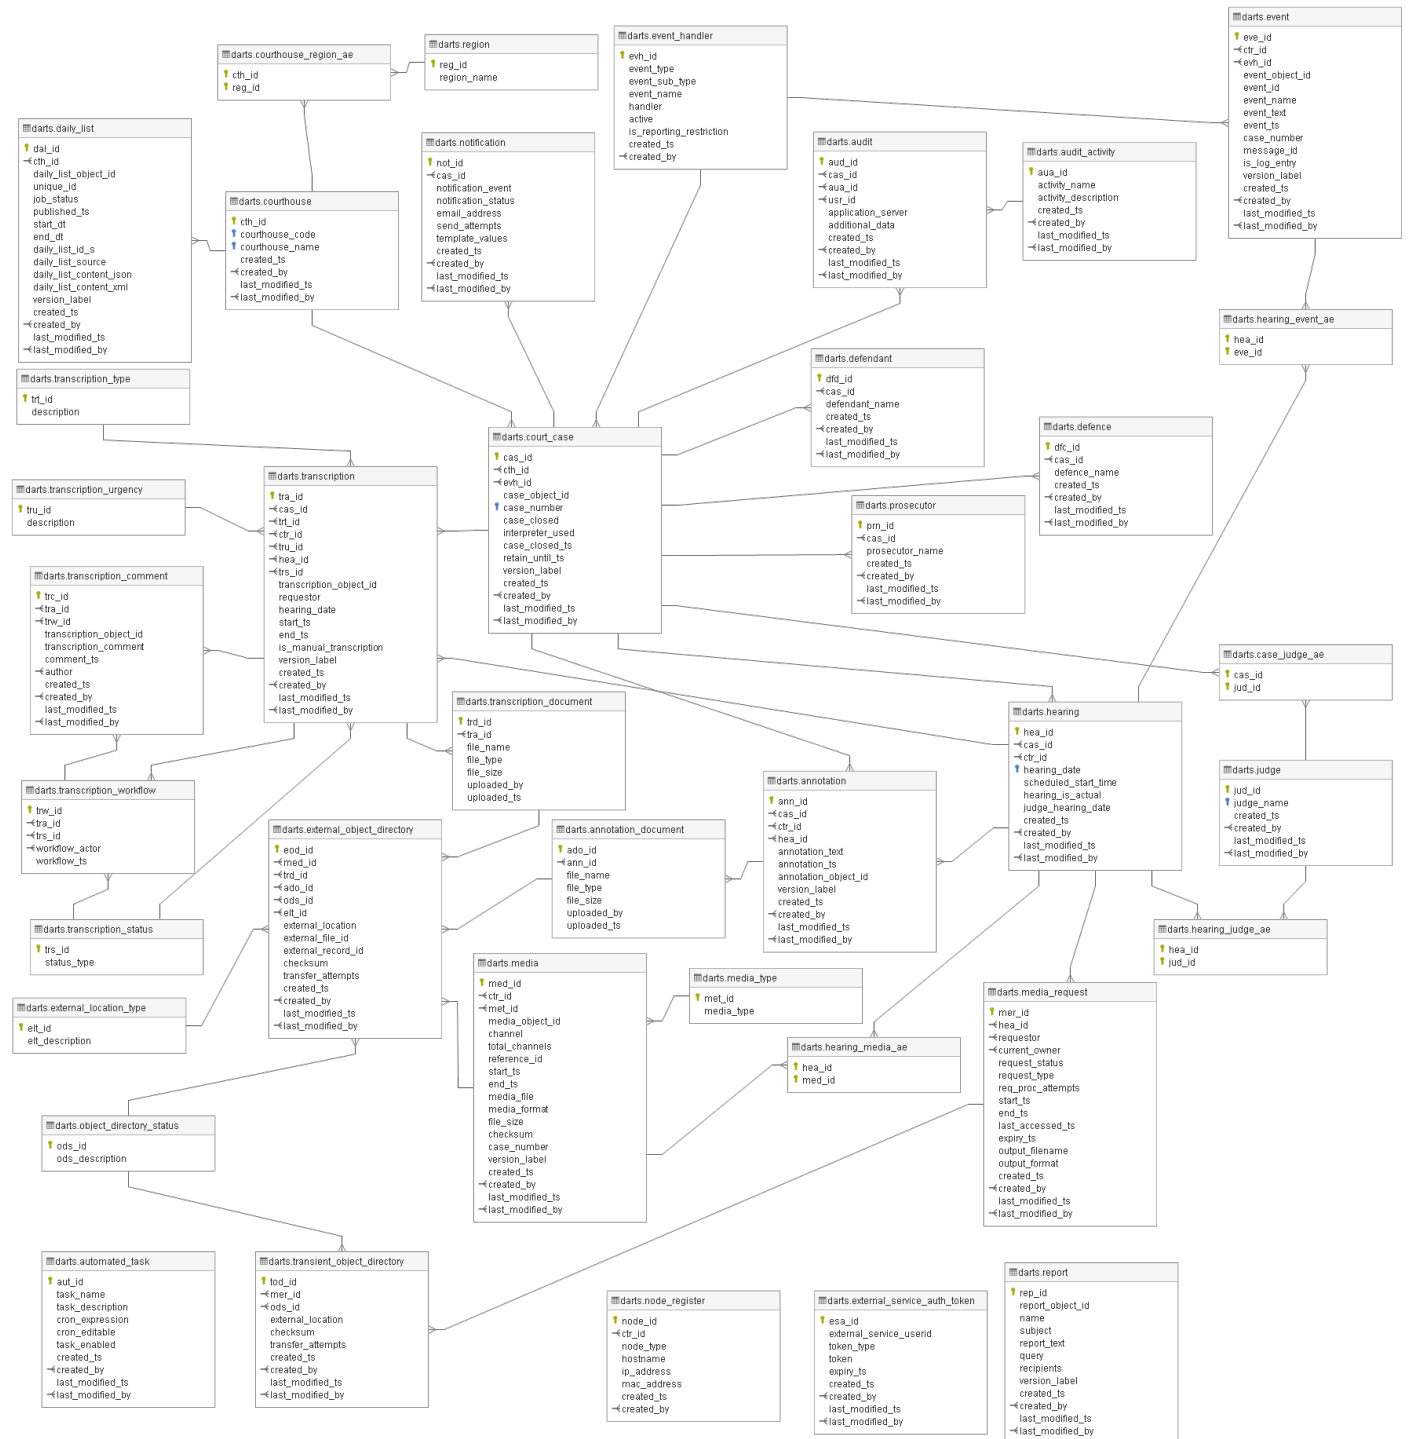 darts.event
eve_id
ctr_id
evh_id
event_object_id
event_id
event_name
event_text
event_ts
case_number
message_id
is_log_entry
version_label
created_ts
created_by
last_modified_ts
last_modified_by
darts.event_handler
evh_id
event_type
event_sub_type
event_name
handler
active
is_reporting_restriction
created_ts
created_by
darts.region
reg_id
region_name
darts.courthouse_region_ae
cth_id
reg_id
darts.daily_list
dal_id
cth_id
daily_list_object_id
unique_id
job_status
published_ts
start_dt
end_dt
daily_list_id_s
daily_list_source
daily_list_content_json
daily_list_content_xml
version_label
created_ts
created_by
last_modified_ts
last_modified_by
darts.notification
not_id
cas_id
notification_event
notification_status
email_address
send_attempts
template_values
created_ts
created_by
last_modified_ts
last_modified_by
darts.audit
aud_id
cas_id
aua_id
usr_id
application_server
additional_data
created_ts
created_by
last_modified_ts
last_modified_by
darts.audit_activity
aua_id
activity_name
activity_description
created_ts
created_by
last_modified_ts
last_modified_by
darts.courthouse
cth_id
courthouse_code
courthouse_name
created_ts
created_by
last_modified_ts
last_modified_by
darts.hearing_event_ae
hea_id
eve_id
darts.defendant
dfd_id
cas_id
defendant_name
created_ts
created_by
last_modified_ts
last_modified_by
darts.transcription_type
trt_id
description
darts.defence
dfc_id
cas_id
defence_name
created_ts
created_by
last_modified_ts
last_modified_by
darts.court_case
cas_id
cth_id
evh_id
case_object_id
case_number
case_closed
interpreter_used
case_closed_ts
retain_until_ts
version_label
created_ts
created_by
last_modified_ts
last_modified_by
darts.transcription
tra_id
cas_id
trt_id
ctr_id
tru_id
hea_id
trs_id
transcription_object_id
requestor
hearing_date
start_ts
end_ts
is_manual_transcription
version_label
created_ts
created_by
last_modified_ts
last_modified_by
darts.transcription_urgency
tru_id
description
darts.prosecutor
prn_id
cas_id
prosecutor_name
created_ts
created_by
last_modified_ts
last_modified_by
darts.transcription_comment
trc_id
tra_id
trw_id
transcription_object_id
transcription_comment
comment_ts
author
created_ts
created_by
last_modified_ts
last_modified_by
darts.case_judge_ae
cas_id
jud_id
darts.transcription_document
trd_id
tra_id
file_name
file_type
file_size
uploaded_by
uploaded_ts
darts.hearing
hea_id
cas_id
ctr_id
hearing_date
scheduled_start_time
hearing_is_actual
judge_hearing_date
created_ts
created_by
last_modified_ts
last_modified_by
darts.judge
jud_id
judge_name
created_ts
created_by
last_modified_ts
last_modified_by
darts.annotation
ann_id
cas_id
ctr_id
hea_id
annotation_text
annotation_ts
annotation_object_id
version_label
created_ts
created_by
last_modified_ts
last_modified_by
darts.transcription_workflow
trw_id
tra_id
trs_id
workflow_actor
workflow_ts
darts.external_object_directory
eod_id
med_id
trd_id
ado_id
ods_id
elt_id
external_location
external_file_id
external_record_id
checksum
transfer_attempts
created_ts
created_by
last_modified_ts
last_modified_by
darts.annotation_document
ado_id
ann_id
file_name
file_type
file_size
uploaded_by
uploaded_ts
darts.transcription_status
trs_id
status_type
darts.hearing_judge_ae
hea_id
jud_id
darts.media
med_id
ctr_id
met_id
media_object_id
channel
total_channels
reference_id
start_ts
end_ts
media_file
media_format
file_size
checksum
case_number
version_label
created_ts
created_by
last_modified_ts
last_modified_by
darts.media_type
met_id
media_type
darts.media_request
mer_id
hea_id
requestor
current_owner
request_status
request_type
req_proc_attempts
start_ts
end_ts
last_accessed_ts
expiry_ts
output_filename
output_format
created_ts
created_by
last_modified_ts
last_modified_by
darts.external_location_type
elt_id
elt_description
darts.hearing_media_ae
hea_id
med_id
darts.object_directory_status
ods_id
ods_description
darts.automated_task
aut_id
task_name
task_description
cron_expression
cron_editable
task_enabled
created_ts
created_by
last_modified_ts
last_modified_by
darts.transient_object_directory
tod_id
mer_id
ods_id
external_location
checksum
transfer_attempts
created_ts
created_by
last_modified_ts
last_modified_by
darts.node_register
node_id
ctr_id
node_type
hostname
ip_address
mac_address
created_ts
created_by
darts.external_service_auth_token
esa_id
external_service_userid
token_type
token
expiry_ts
created_ts
created_by
last_modified_ts
last_modified_by
darts.report
rep_id
report_object_id
name
subject
report_text
query
recipients
version_label
created_ts
created_by
last_modified_ts
last_modified_by